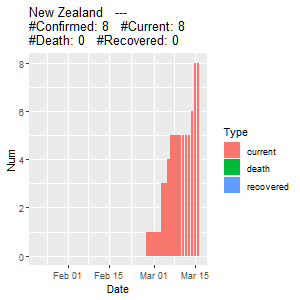 New Zealand   ---
#Confirmed: 8   #Current: 8
#Death: 0   #Recovered: 0
8
6
4
2
0
Num
Feb 01
Feb 15
Mar 01
Mar 15
Date
Type
current
death
recovered